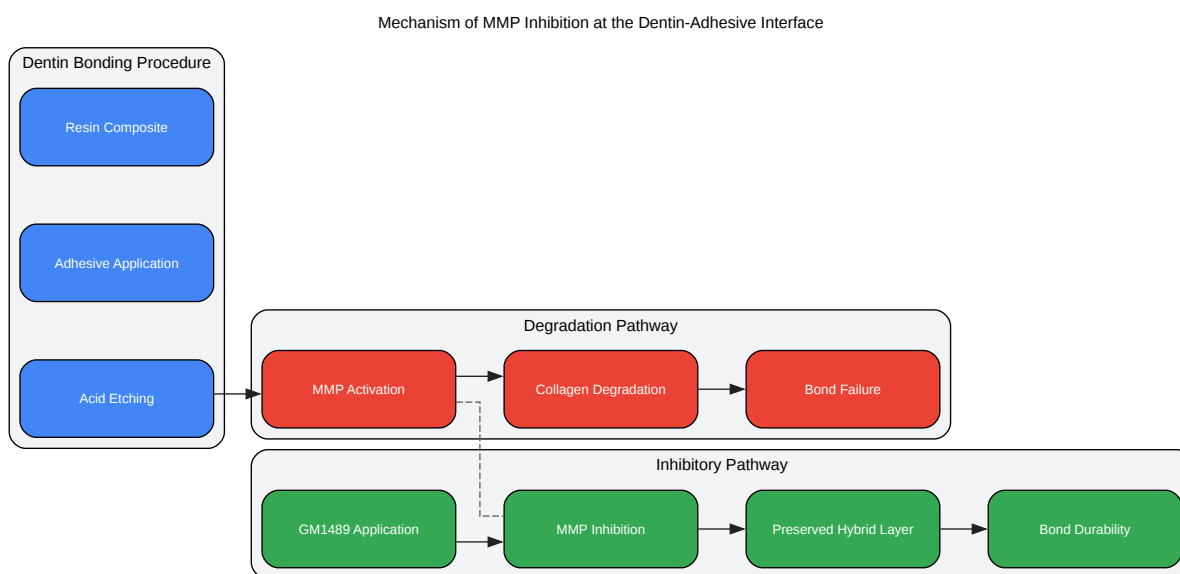 Mechanism of MMP Inhibition at the Dentin-Adhesive Interface
Dentin Bonding Procedure
Resin Composite
Adhesive Application
Acid Etching
Degradation Pathway
MMP Activation
Collagen Degradation
Bond Failure
Inhibitory Pathway
GM1489 Application
MMP Inhibition
Preserved Hybrid Layer
Bond Durability